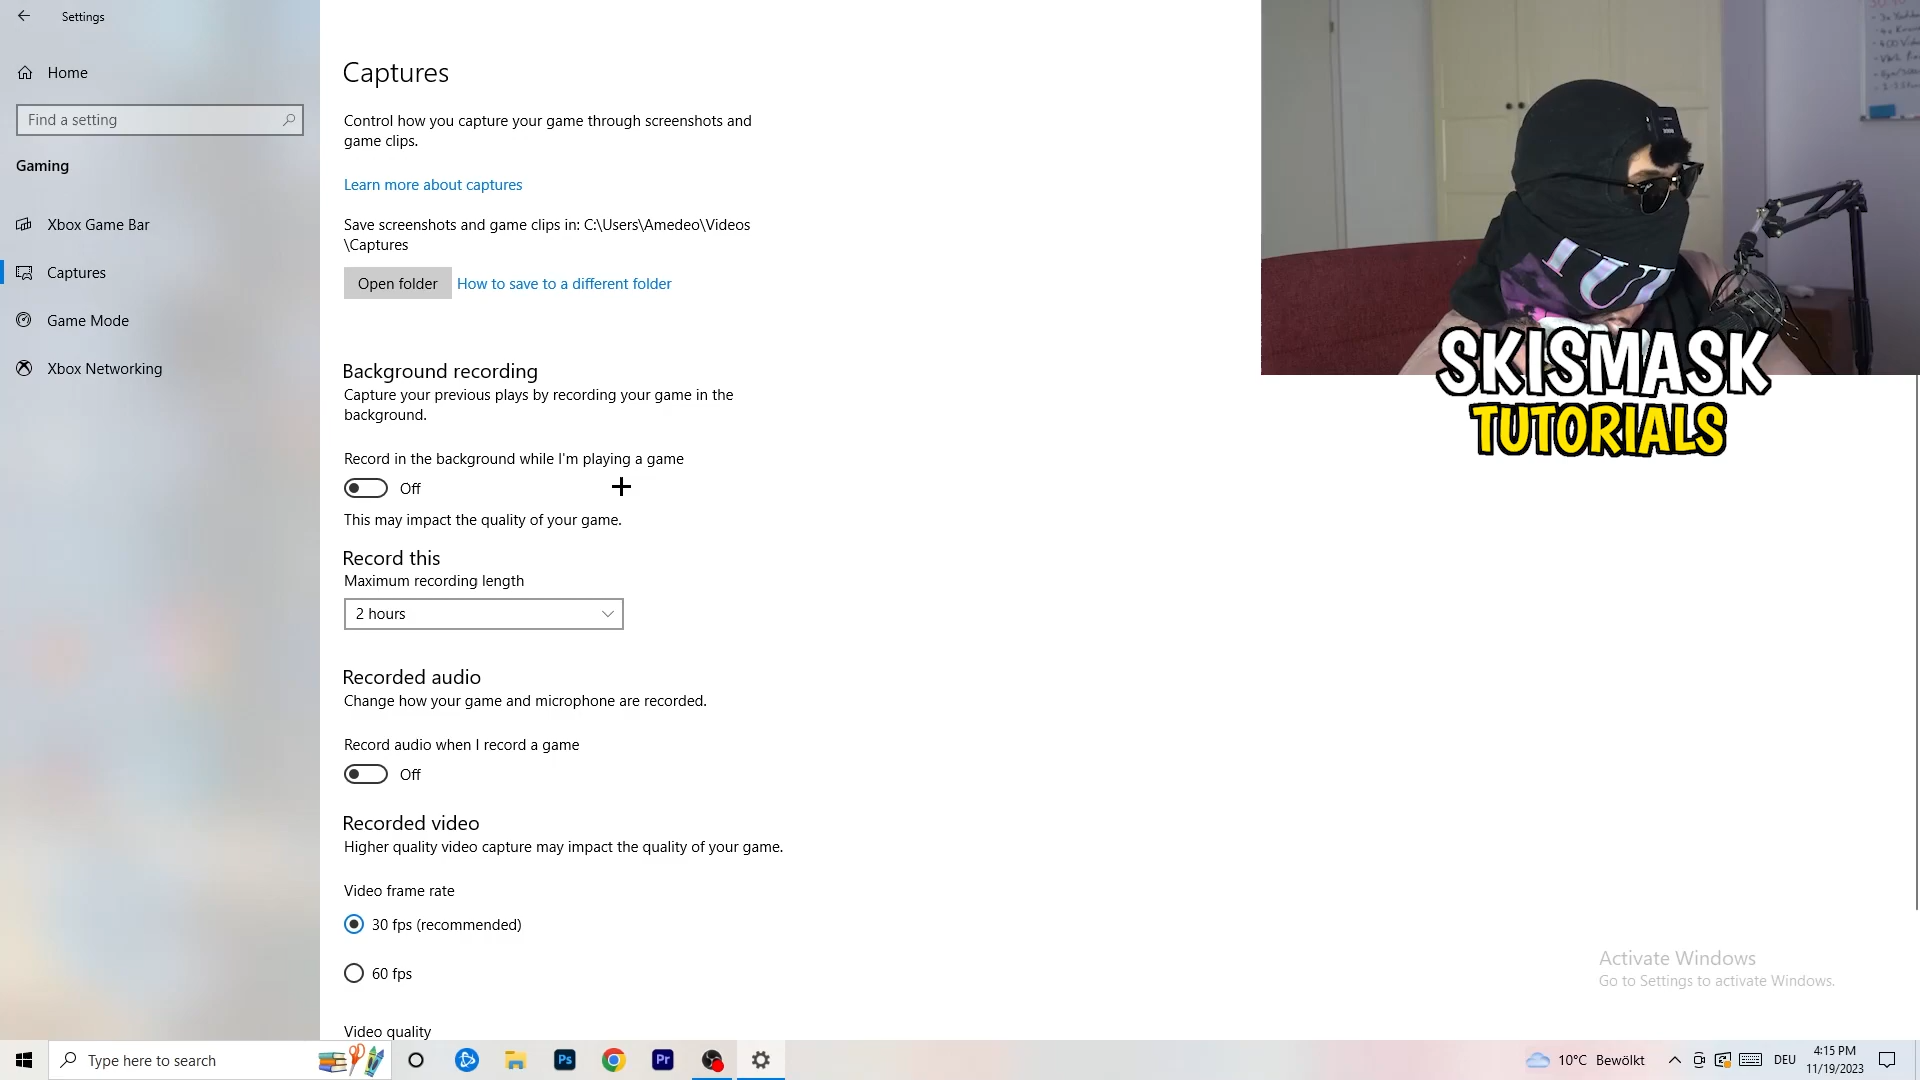 Settings
Home
Find a setting
Gaming
Xbox Game Bar
Captures
Game Mode
Xbox Networking
Captures
Control how you capture your game through screenshots and
game clips.
Learn more about captures
Save screenshots and game clips in: C:\Users\Amedeo\Videos
\Captures
Open folder How to save to a different folder
Background recording
Capture your previous plays by recording your game in the
background.
Record in the background while I'm playing a game
Off
This may impact the quality of your game.
Record this
Maximum recording length
2 hours
Recorded audio
Change how your game and microphone are recorded.
Record audio when I record a game
Off
Recorded video
Higher quality video capture may impact the quality of your game.
Video frame rate
30 fps (recommended)
60 fps
Video quality
SKISMASK
TUTORIALS
Activate Windows
Go to Settings to activate Windows.
Type here to search
Ps
Pr
10°C Bewölkt
DEU
4:15 PM
11/19/2023